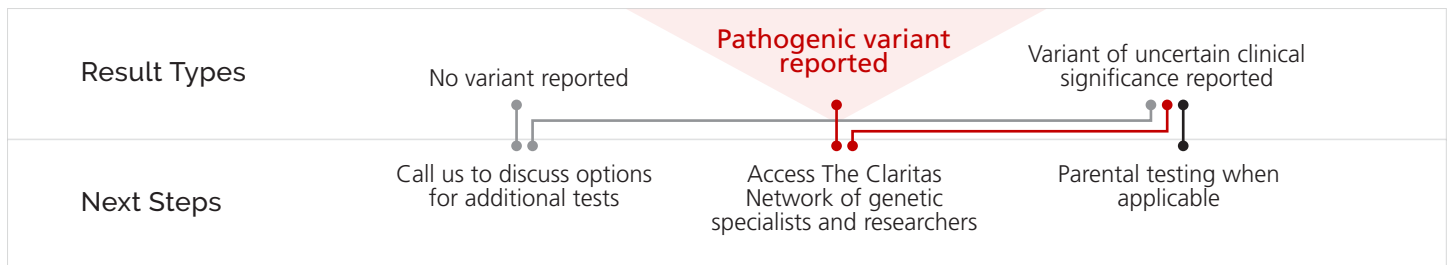 Result Types
No variant reported
Pathogenic variant
reported
Variant of uncertain clinical
significance reported
Next Steps
Call us to discuss options
for additional tests
Access The Claritas
Network of genetic
specialists and researchers
Parental testing when
applicable